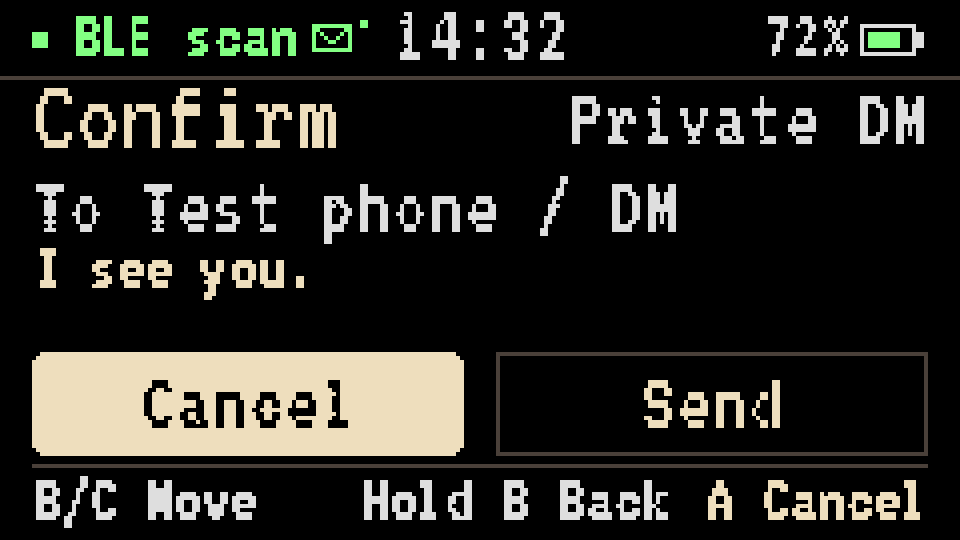 BLE scan 14:32 72%
Confirm Private DM
To Test phone / DM
I see you.
Cancel Send
B/C Move Hold B Back A Cancel